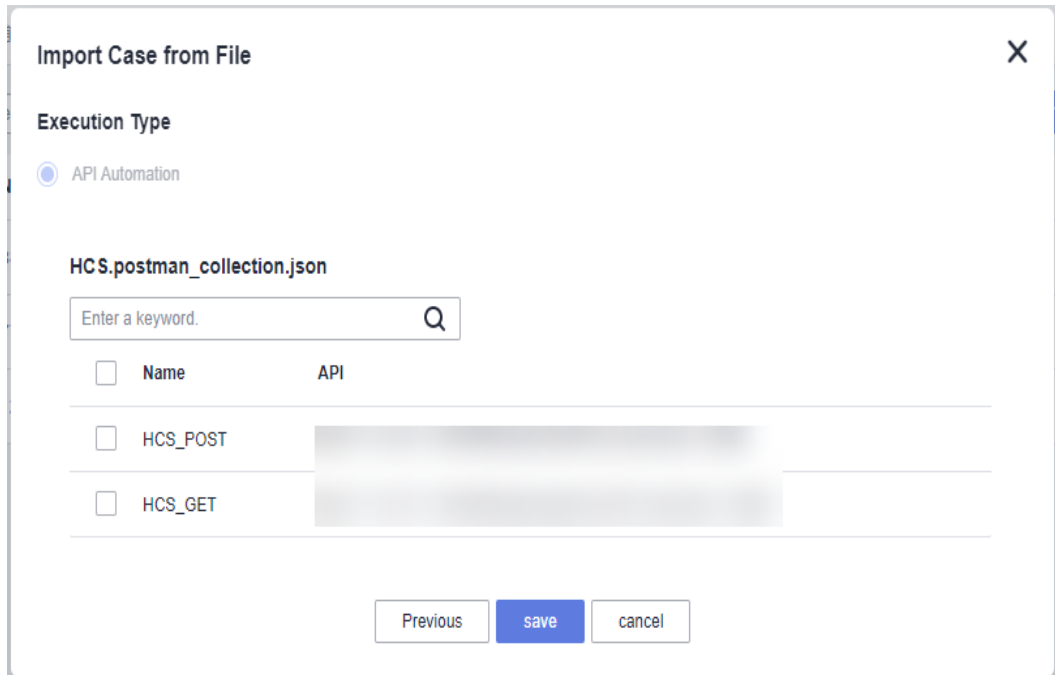 Import Case from File
Execution Type
API Automation
HCS.postman_collection.json
Enter a keyword.
Name API
HCS_POST
HCS_GET
Previous save cancel